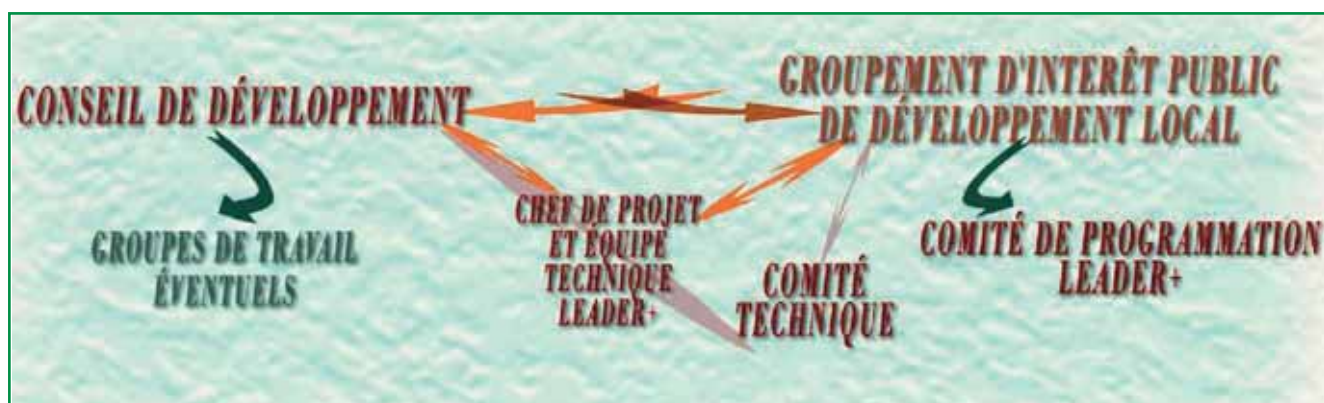 CONSEIL DE DÉVELOPPEMENT
GROUPEMENT D'INTERÊT PUBLIC
DE DÉVELOPPEMENT LOCAL
GROUPES DE TRAVAIL
ÉVENTUELS
CHEF DE PROJET
ET ÉQUIPE
TECHNIQUE
LEADER+
COMITÉ
TECHNIQUE
COMITÉ DE PROGRAMMATION
LEADER+